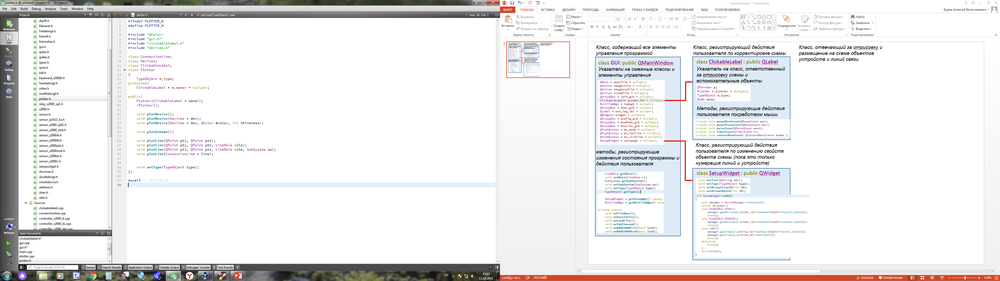 plotter.h @ untitled1 [master15] - Qt Creator
File Edit Build Debug Analyze Tools Window Help
Projects
plotter.h
# setType(TypeObject): void
Line: 38, Col: 1
Welcome
Edit
Design
Debug
Projects
Help
untitled1
Release
dip34.h
filesaver.h
firetabwgt.h
foton4.h
fotonshex.h
gui.h
ipdex.h
ipdlex.h
ippex.h
iprex.h
kdl.h
keyboard_s2000k.h
linestabwgt.h
mkex.h
multitabwgt.h
plotter.h
relay_s2000_sp1.h
s2000.h
sensor.h
sensor_ipr513_3a.h
sensor_s2000_ip02.h
sensor_s2000_shik.h
sensor_s2000ik.h
sensor_s2000kt.h
sensor_s2000pik.h
sensor_s2000smk.h
sensor_s2000st.h
sensor_s2000v.h
setupwidget.h
shoroxex.h
skudtabwgt.h
smartdevice.h
stekloex.h
stzex.h
utils.h
Sources
clickablelabel.cpp
connectionline.cpp
controller_s2000_4.cpp
controller_s2000_bi.cpp
controller_s2000_bki.cpp
Open Documents
clickablelabel.h*
gui.cpp
gui.h*
main.cpp
plotter.cpp
plotter.h
1 #ifndef PLOTTER_H
2 #define PLOTTER_H
3
4 #include <QColor>
5 #include "gui.h"
6 #include "clickablelabel.h"
7 #include "devices.h"
8
9 class ConnectionLine;
10 class Devices;
11 class ClickableLabel;
12 class Plotter
13 {
14 TypeObject m_type;
15 protected:
16 ClickableLabel * m_owner = nullptr;
17
18 public:
19 Plotter(ClickableLabel * owner);
20 ~Plotter();
21
22 void plotDevice();
23 void plotDevice(Devices * dev);
24 void plotDevice(Devices * dev, QColor &color, int thickness);
25
26 void plotScheme();
27
28 void plotLine(QPoint pt1, QPoint pt2);
29 void plotLine(QPoint pt1, QPoint pt2, LineRole role);
30 void plotLine(QPoint pt1, QPoint pt2, LineRole role, SubSystem ss);
31 void plotLine(ConnectionLine * line);
32
33
34 void setType(TypeObject type);
35 };
36
37 #endif // PLOTTER_H
38
Type to locate (Ctrl+K)
1 Issues 2 Search Results 3 Application Output 4 Compile Output 5 Debugger Console 8 Test Results
EN
15:12
13.10.2021
Презентация1 - PowerPoint
ФАЙЛ ГЛАВНАЯ ВСТАВКА ДИЗАЙН ПЕРЕХОДЫ АНИМАЦИЯ ПОКАЗ СЛАЙДОВ РЕЦЕНЗИРОВАНИЕ ВИД STORYBOARDING
Буров Алексей Вячеславович
Вставить
Вырезать
Копировать
Формат по образцу
Буфер обмена
Создать слайд
Макет
Сбросить
Раздел
Слайды
12
Ж К Ч S abc AV Aa A
Шрифт
Направление текста
Выровнять текст
Преобразовать в SmartArt
Абзац
Упорядочить
Экспресс-стили
Заливка фигуры
Контур фигуры
Эффекты фигуры
Рисование
Найти
Заменить
Выделить
Редактирование
1
Класс, содержащий все элементы
управления программой
class GUI: public QMainWindow
Указатели на смежные классы и
элементы управления
QMenu * pmnuFile = nullptr;
QAction *msgAction = nullptr;
QAction *msgSaveFile = nullptr;
QAction *loadFile = nullptr;
QGroupBox * left_grb = nullptr;
ClickableLabel* screen_lbl = nullptr;
MultiTabWgt * tabwgt = nullptr;
QGroupBox * down_grb = nullptr;
QLabel * ext_img_lbl = nullptr;
QWidget* widget = nullptr;
QGroupBox * bnsFig_grb = nullptr;
QGroupBox * bnsMode_grb = nullptr;
QGroupBox * bnsLine_grb = nullptr;
QPushButton * bn_mode = nullptr;
QPushButton * bn_fatline = nullptr;
QPushButton * bn_slimline = nullptr;
SetupWidget * setupwgt = nullptr;
методы, регистрирующие
изменения состояния программы и
действия пользователя
LineRole getRole();
void setRole(LineRole r);
SubSystem getSubSystem();
void setSubSystem(SubSystem ss);
void setType(TypeObject type);
TypeObject getType();
SetupWidget * getSetupWgt() const;
MultiTabWgt * getMultiTabWgt() cons
private slots:
void onFileOpen();
void onSaveToFile();
void onLoadFile();
void onTabChoosed();
void onAddS2000Fire(bool lock);
void onAddS2000Scud(bool lock);
Класс, регистрирующий действия
пользователя по корректировке схемы
class ClickableLabel : public QLabel
Указатель на класс, ответственный
за отрисовку схемы и
вспомогательные объекты
QPainter p;
Plotter * plotter = nullptr;
TypeObject m_type;
Mode mode;
Методы, регистрирующие действия
пользователя посредством мыши
virtual void mouseMoveEvent(QMouseEvent *ev);
virtual void mousePressEvent(QMouseEvent *ev);
virtual void paintEvent(QPaintEvent *evt);
virtual void timerEvent(QTimerEvent *);
virtual void contextMenuEvent( QContextMenuEvent* event );
Класс, регистрирующий действия
пользователя по изменению свойств
объекта схемы (пока это только
нумерация линий и устройств)
class SetupWidget : public QWidget
void setText(QString str);
void setType(TypeObject type);
void setActualLineId(int id);
void setActualDevId(int id);
void SetupWidget::onOk()
{
auto manager = DeviceManager::instance();
switch (m_type) {
case PLUGGABLE_TO485:{
manager.getDevices().at(dev_id)->setUserId(edit->text().toInt());
break;}
case PLUGGABLE_TO2WIRE:{
manager.getDevices().at(dev_id)->setUserId(edit->text().toInt());
break;}
case LINE:{
manager.getLines().at(line_id)->setUserId(edit->text().toInt());
manager.getLines().at(line_id)->notifyAll();
break;}
default:{
break;}
}
this->hide();
}
Класс, отвечающий за отрисовку и
размещение на схеме объектов
устройств и линий связи
СЛАЙД 1 ИЗ 1 РУССКИЙ
ЗАМЕТКИ ПРИМЕЧАНИЯ 119%